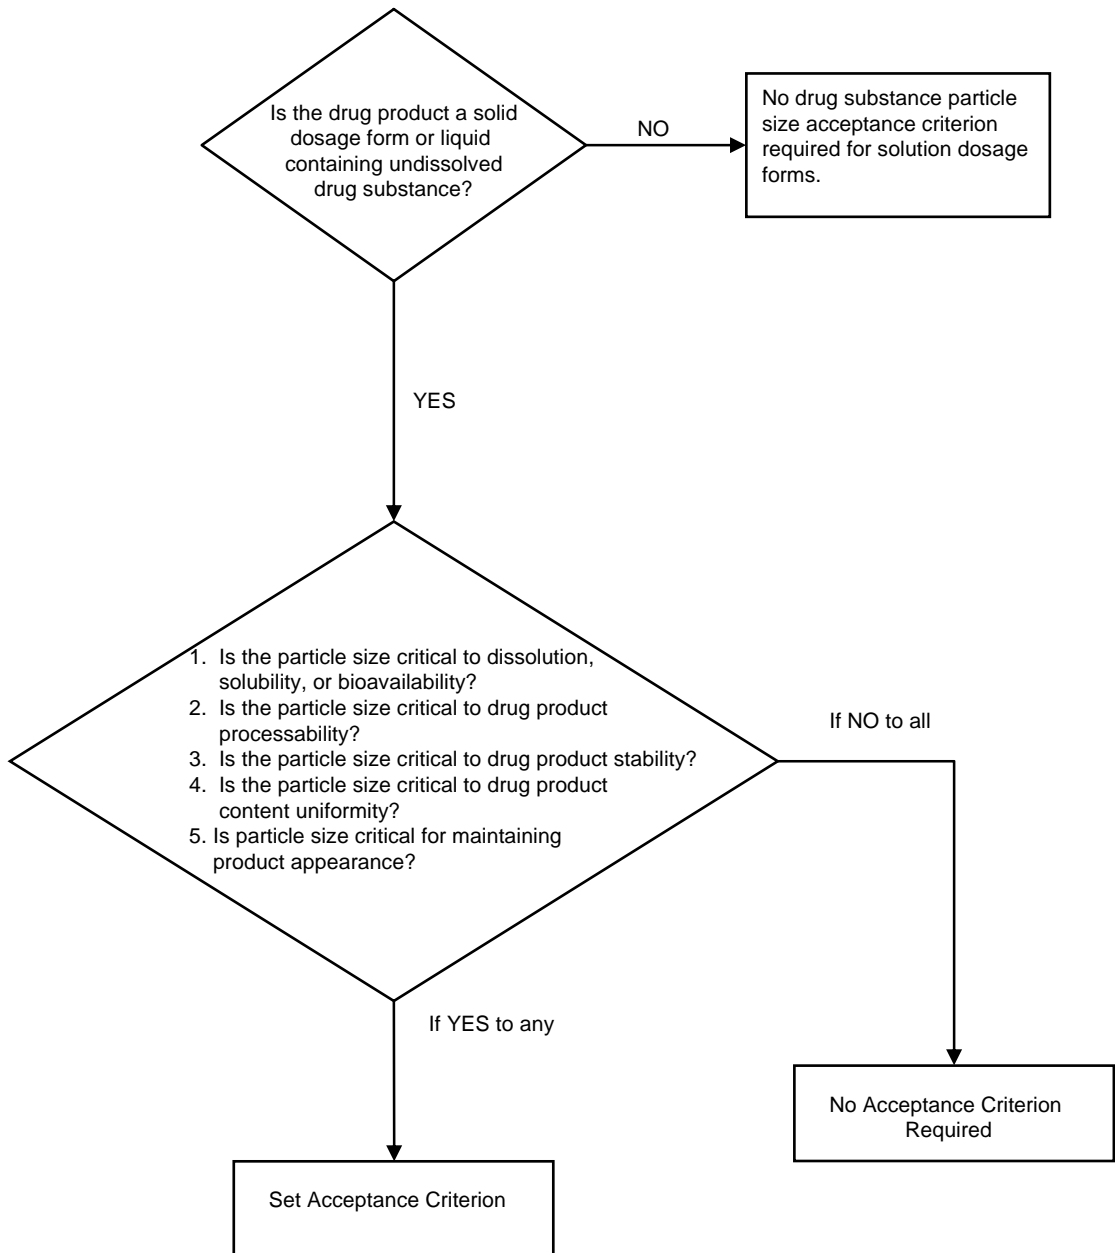 Is the drug product a solid
dosage form or liquid
containing undissolved
drug substance?
NO
No drug substance particle
size acceptance criterion
required for solution dosage
forms.
YES
1. Is the particle size critical to dissolution,
solubility, or bioavailability?
2. Is the particle size critical to drug product
processability?
3. Is the particle size critical to drug product stability?
4. Is the particle size critical to drug product
content uniformity?
5. Is particle size critical for maintaining
product appearance?
If NO to all
If YES to any
No Acceptance Criterion
Required
Set Acceptance Criterion